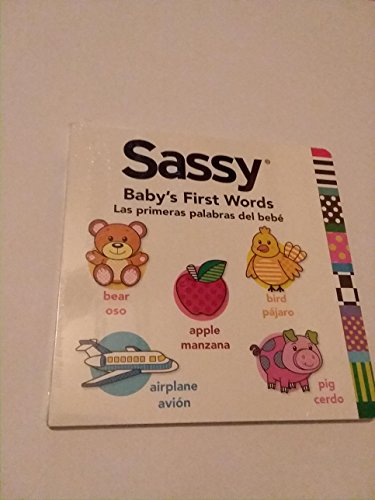 Sassy®
Baby's First Words
Las primeras palabras del bebé
bear
oso
apple
manzana
bird
pájaro
airplane
avión
pig
cerdo